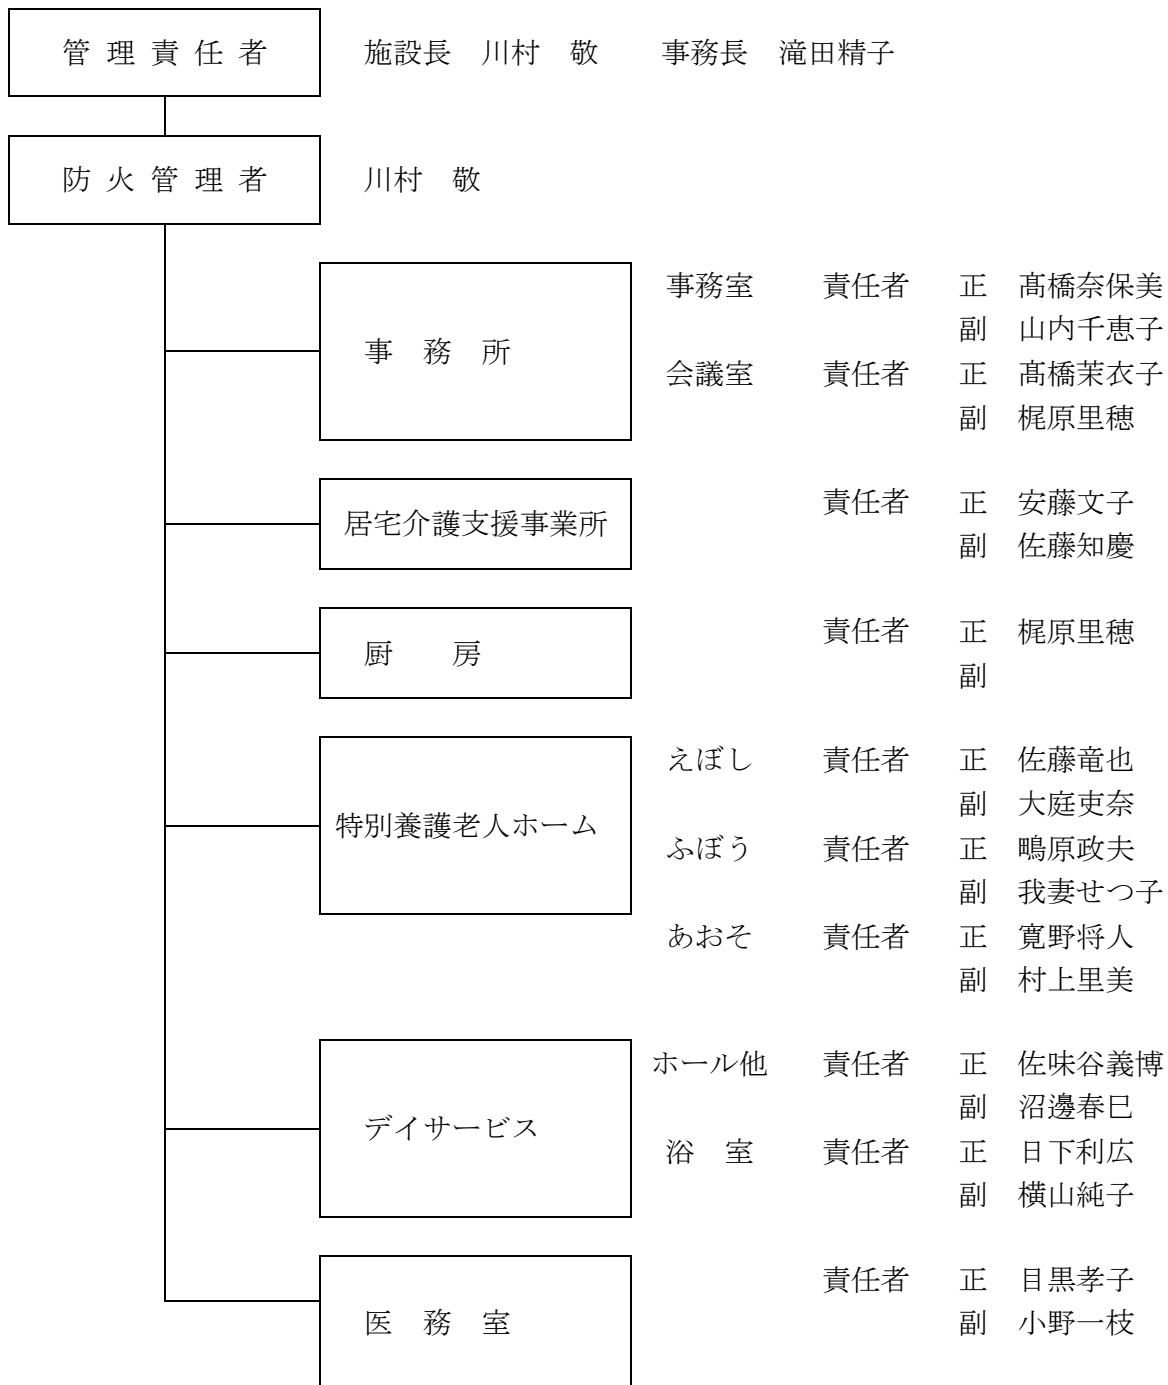 管理責任者　施設長　川村　敬　事務長　滝田精子
防火管理者　川村　敬
事務所
事務室　責任者　正　髙橋奈保美
副　山内千恵子
会議室　責任者　正　髙橋茉衣子
副　梶原里穂
居宅介護支援事業所
責任者　正　安藤文子
副　佐藤知慶
厨　房
責任者　正　梶原里穂
副
特別養護老人ホーム
えぼし　責任者　正　佐藤竜也
副　大庭吏奈
ふぼう　責任者　正　鴫原政夫
副　我妻せつ子
あおそ　責任者　正　寛野将人
副　村上里美
デイサービス
ホール他　責任者　正　佐味谷義博
副　沼邊春巳
浴　室　責任者　正　日下利広
副　横山純子
医務室
責任者　正　目黒孝子
副　小野一枝